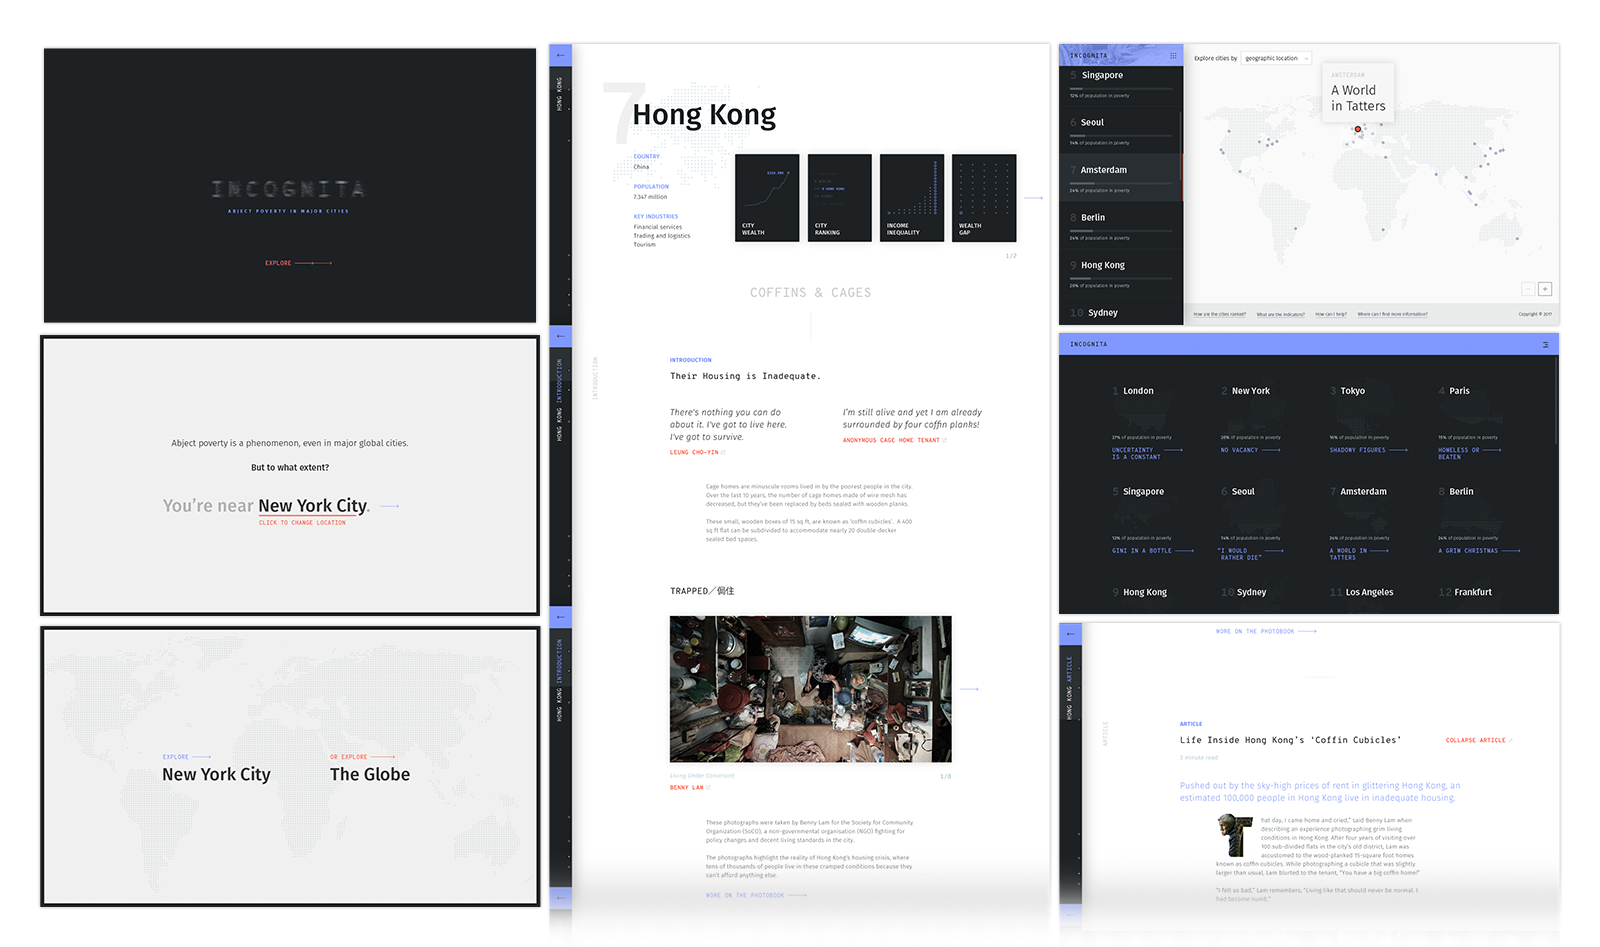 INCOGNITA
ABJECT POVERTY IN MAJOR CITIES
EXPLORE
Abject poverty is a phenomenon, even in major global cities.
But to what extent?
You're near New York City.
CLICK TO CHANGE LOCATION
EXPLORE
New York City
OR EXPLORE
The Globe
HONG KONG
7
Hong Kong
COUNTRY
China
POPULATION
7.347 million
KEY INDUSTRIES
Financial services
Trading and logistics
Tourism
CITY
WEALTH
CITY
RANKING
INCOME
INEQUALITY
WEALTH
GAP
1/2
COFFINS & CAGES
HONG KONG INTRODUCTION
INTRODUCTION
INTRODUCTION
Their Housing is Inadequate.
There's nothing you can do
about it. I've got to live here.
I've got to survive.
LEUNG CHO-YIN
I'm still alive and yet I am already
surrounded by four coffin planks!
ANONYMOUS CAGE HOME TENANT
Cage homes are minuscule rooms lived in by the poorest people in the city.
Over the last 10 years, the number of cage homes made of wire mesh has
decreased, but they've been replaced by beds sealed with wooden planks.
These small, wooden boxes of 15 sq ft, are known as 'coffin cubicles'. A 400
sq ft flat can be subdivided to accommodate nearly 20 double-decker
sealed bed spaces.
HONG KONG INTRODUCTION
TRAPPED／侷住
Living Under Constraint
1/8
BENNY LAM
These photographs were taken by Benny Lam for the Society for Community
Organization (SoCO), a non-governmental organisation (NGO) fighting for
policy changes and decent living standards in the city.
The photographs highlight the reality of Hong Kong's housing crisis, where
tens of thousands of people live in these cramped conditions because they
can't afford anything else.
MORE ON THE PHOTOBOOK
INCOGNITA
5 Singapore
12% of population in poverty
6 Seoul
14% of population in poverty
7 Amsterdam
24% of population in poverty
8 Berlin
24% of population in poverty
9 Hong Kong
20% of population in poverty
10 Sydney
Explore cities by geographic location
AMSTERDAM
A World
in Tatters
How are the cities ranked?
What are the indicators?
How can I help?
Where can I find more information?
Copyright © 2017
INCOGNITA
1 London
27% of population in poverty
UNCERTAINTY
IS A CONSTANT
2 New York
20% of population in poverty
NO VACANCY
3 Tokyo
16% of population in poverty
SHADOWY FIGURES
4 Paris
15% of population in poverty
HOMELESS OR
BEATEN
5 Singapore
12% of population in poverty
GINI IN A BOTTLE
6 Seoul
14% of population in poverty
"I WOULD
RATHER DIE"
7 Amsterdam
24% of population in poverty
A WORLD IN
TATTERS
8 Berlin
24% of population in poverty
A GRIM CHRISTMAS
9 Hong Kong
10 Sydney
11 Los Angeles
12 Frankfurt
MORE ON THE PHOTOBOOK
HONG KONG ARTICLE
ARTICLE
ARTICLE
Life Inside Hong Kong's 'Coffin Cubicles'
COLLAPSE ARTICLE
3 minute read
Pushed out by the sky-high prices of rent in glittering Hong Kong, an
estimated 100,000 people in Hong Kong live in inadequate housing.
That day, I came home and cried," said Benny Lam when
describing an experience photographing grim living
conditions in Hong Kong. After four years of visiting over
100 sub-divided flats in the city's old district, Lam was
accustomed to the wood-planked 15-square foot homes
known as coffin cubicles. While photographing a cubicle that was slightly
larger than usual, Lam blurted to the tenant, "You have a big coffin home!"
"I felt so bad," Lam remembers, "Living like that should never be normal. I
had become numb."